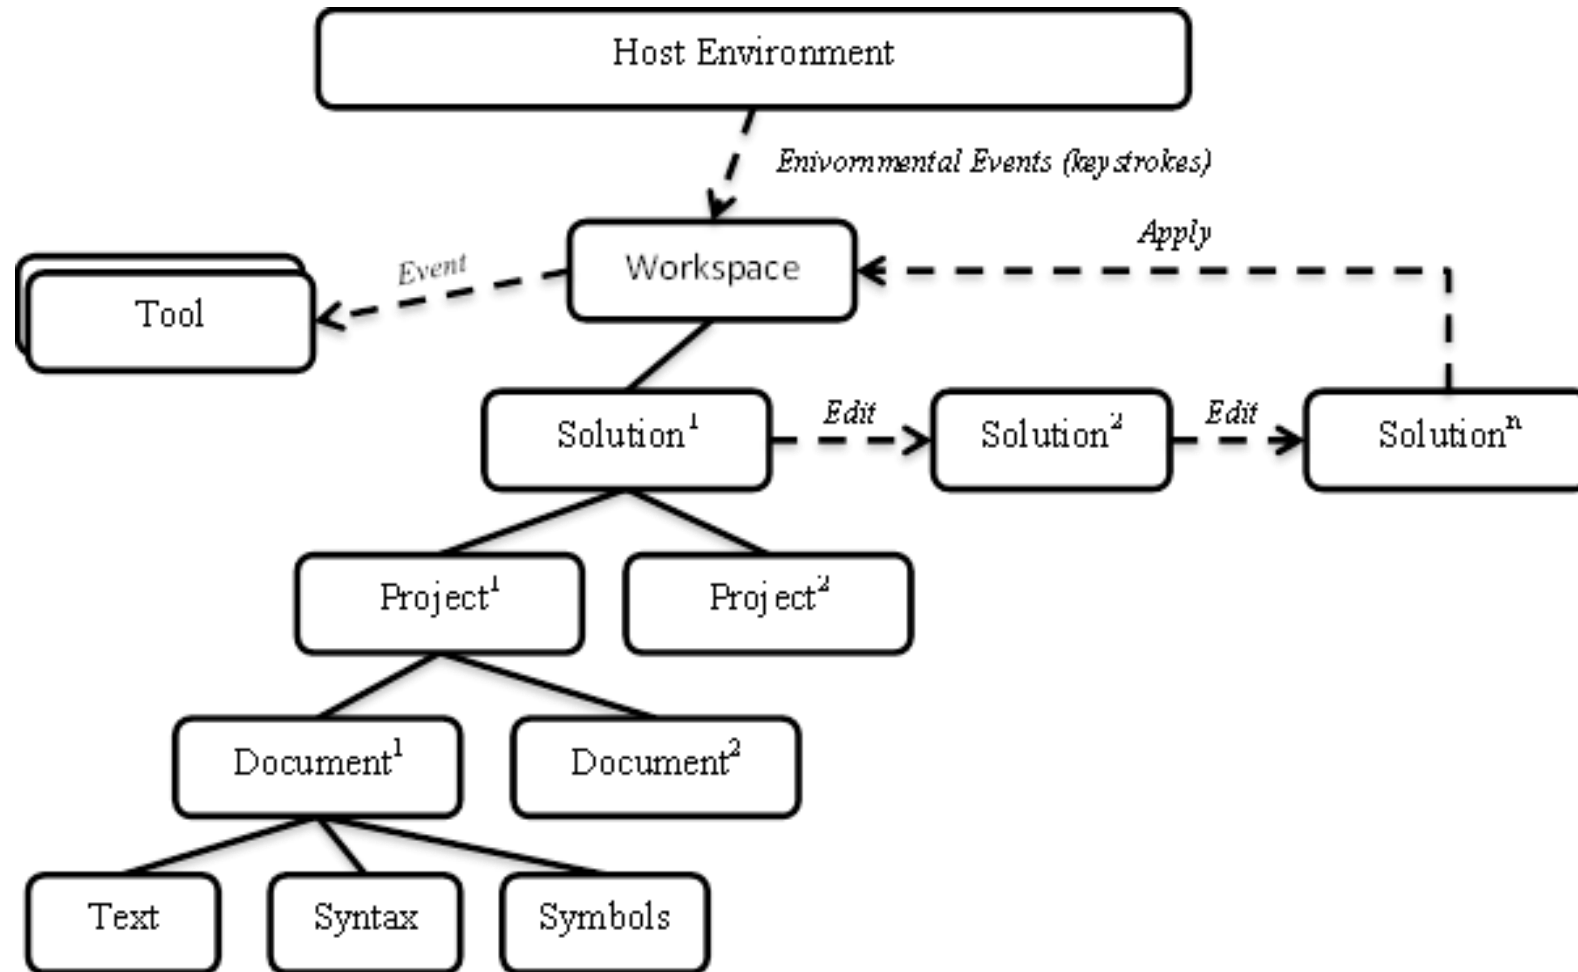 Host Environment
Enivornmental Events (keystrokes)
Apply
Event
Workspace
Tool
Solution¹
Edit
Solution²
Edit
Solutionⁿ
Project¹
Project²
Document¹
Document²
Text
Syntax
Symbols